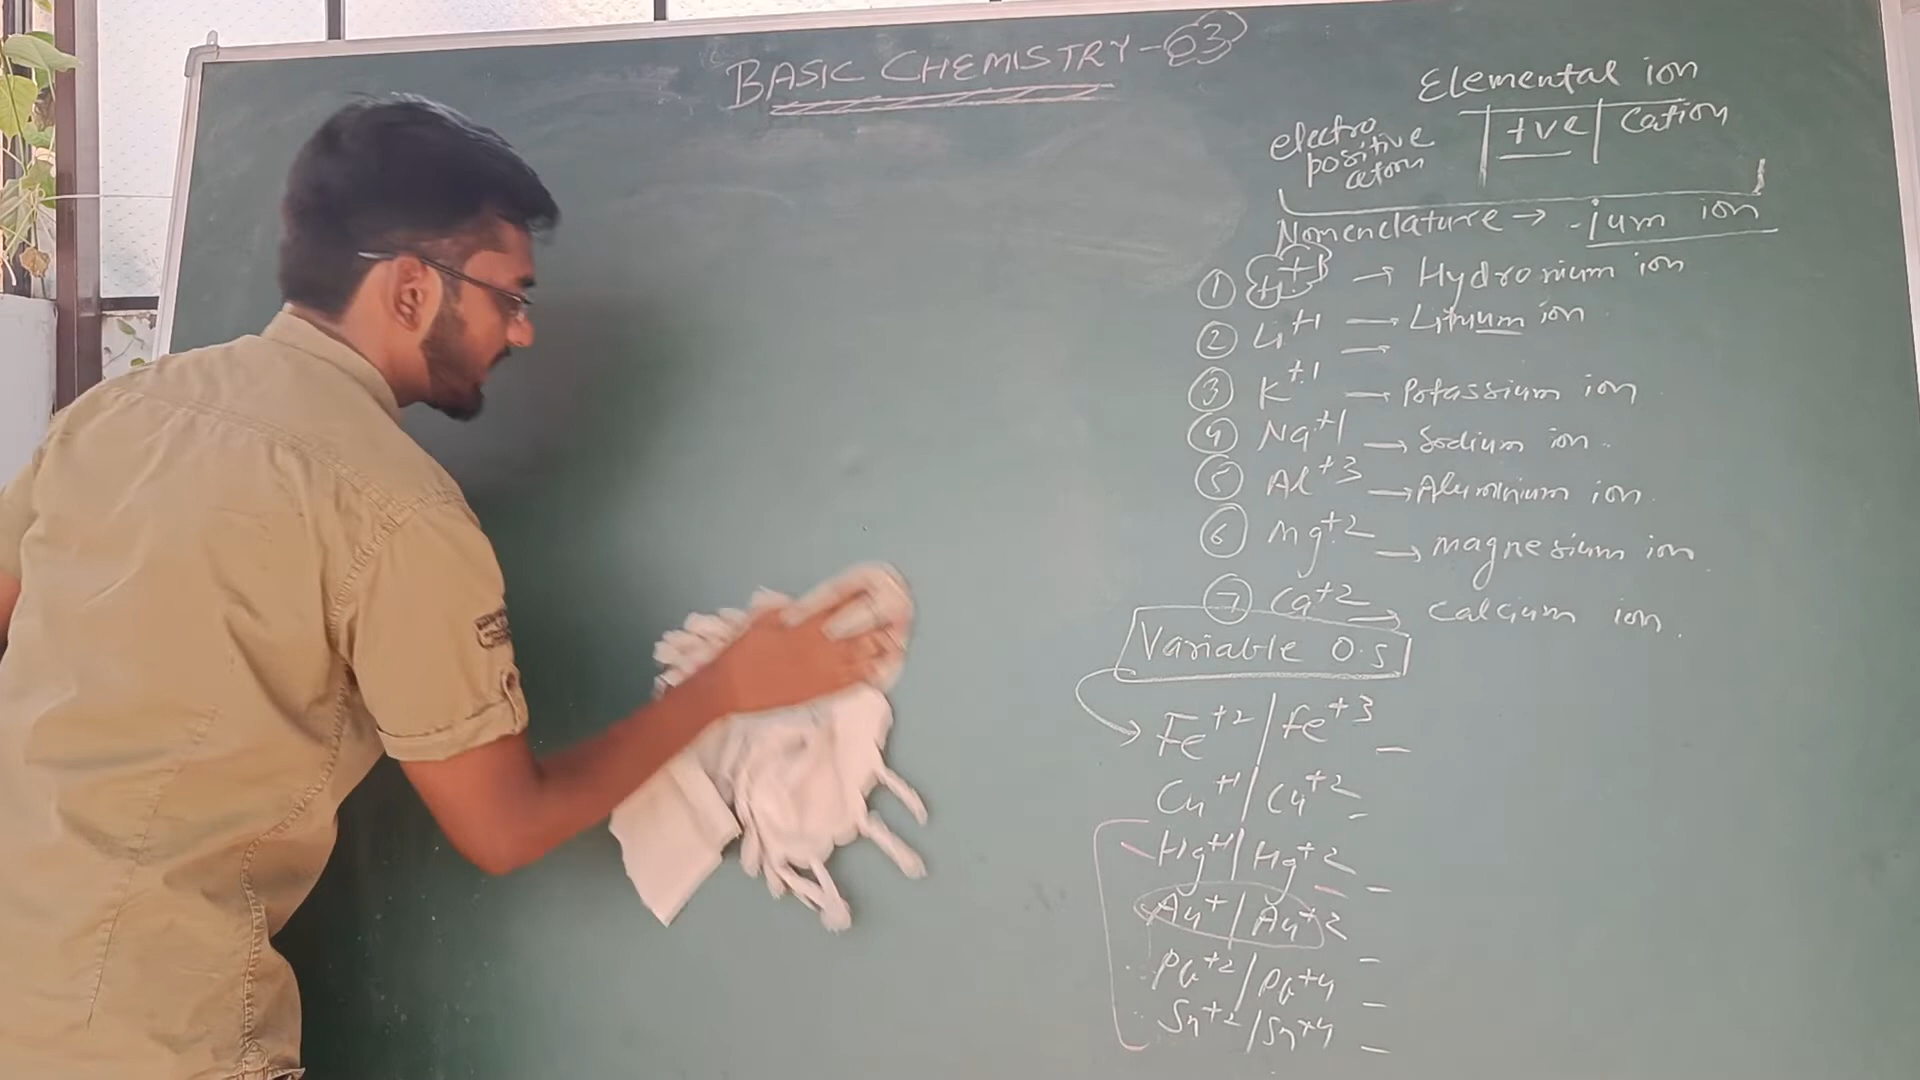 BASIC CHEMISTRY-03
Elemental ion
electro positive atom | +ve | Cation
Nomenclature → -ium ion
① H+1 → Hydronium ion
② Li+1 → Lithium ion
③ K+1 → Potassium ion
④ Na+1 → Sodium ion
⑤ Al+3 → Aluminium ion
⑥ Mg+2 → magnesium ion
⑦ Ca+2 → calcium ion
Variable O.S
Fe+2 / Fe+3 –
Cu+1 / Cu+2 =
Hg+1 / Hg+2 –
Au+ / Au+2 –
Pb+2 / Pb+4 –
Sn+2 / Sn+4 –